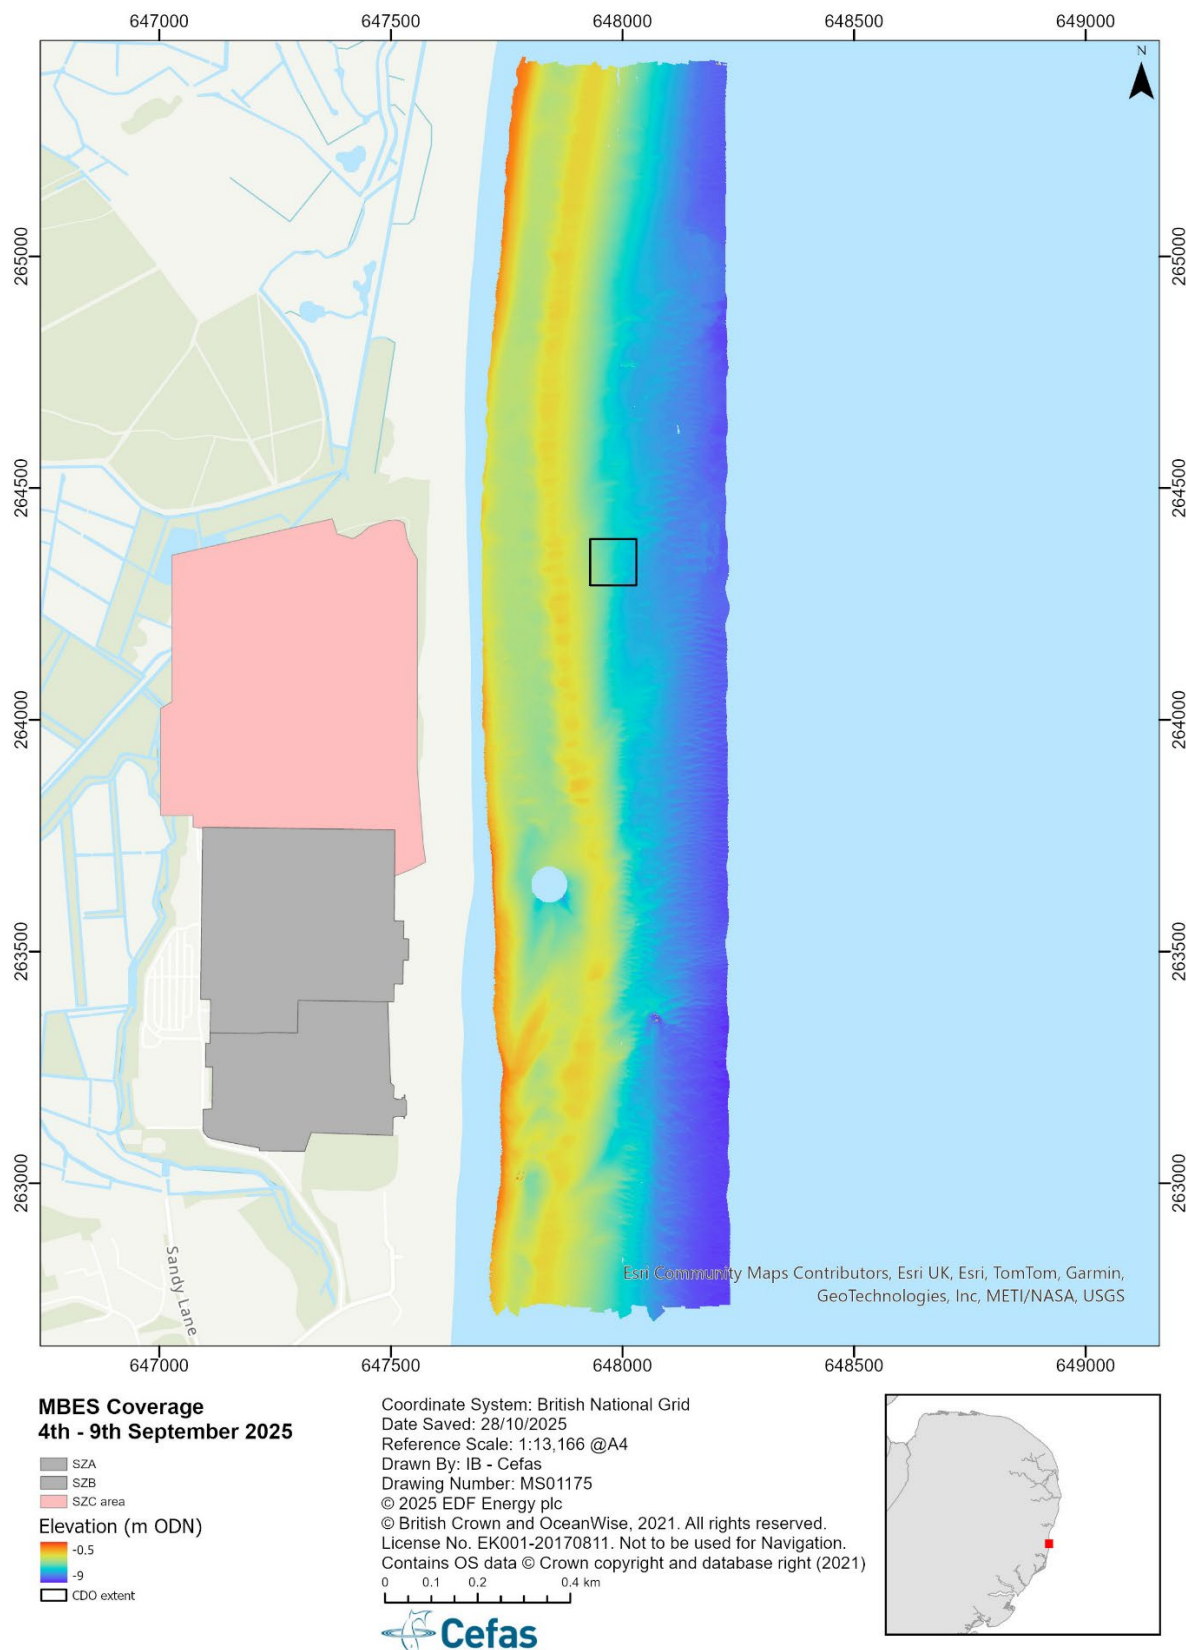 647000 647500 648000 648500 649000
N
265000 265000
264500 264500
264000 264000
263500 263500
263000 263000
Sandy Lane
Esri Community Maps Contributors, Esri UK, Esri, TomTom, Garmin,
GeoTechnologies, Inc, METI/NASA, USGS
647000 647500 648000 648500 649000
MBES Coverage
4th - 9th September 2025
SZA
SZB
SZC area
Elevation (m ODN)
-0.5
-9
CDO extent
Coordinate System: British National Grid
Date Saved: 28/10/2025
Reference Scale: 1:13,166 @A4
Drawn By: IB - Cefas
Drawing Number: MS01175
© 2025 EDF Energy plc
© British Crown and OceanWise, 2021. All rights reserved.
License No. EK001-20170811. Not to be used for Navigation.
Contains OS data © Crown copyright and database right (2021)
0 0.1 0.2 0.4 km
Cefas